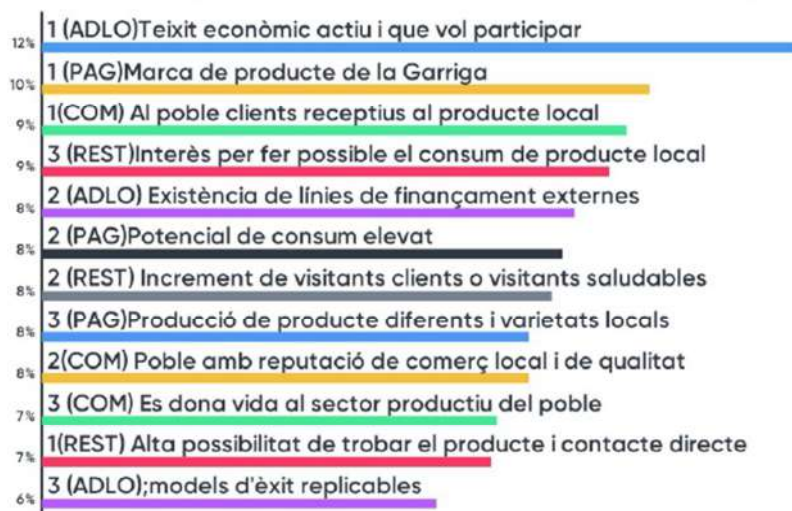 1 (ADLO)Teixit econòmic actiu i que vol participar
12%
1 (PAG)Marca de producte de la Garriga
10%
1(COM) Al poble clients receptius al producte local
9%
3 (REST)Interès per fer possible el consum de producte local
9%
2 (ADLO) Existència de línies de finançament externes
8%
2 (PAG)Potencial de consum elevat
8%
2 (REST) Increment de visitants clients o visitants saludables
8%
3 (PAG)Producció de producte diferents i varietats locals
8%
2(COM) Poble amb reputació de comerç local i de qualitat
8%
3 (COM) Es dona vida al sector productiu del poble
7%
1(REST) Alta possibilitat de trobar el producte i contacte directe
7%
3 (ADLO);models d'èxit replicables
6%